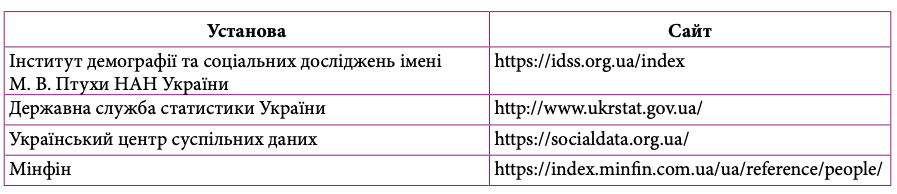 Установа Сайт
Інститут демографії та соціальних досліджень імені https://idss.org.ua/index
М. В. Птухи НАН України
Державна служба статистики України http://www.ukrstat.gov.ua/
Український центр суспільних даних https://socialdata.org.ua/
Мінфін https://index.minfin.com.ua/ua/reference/people/